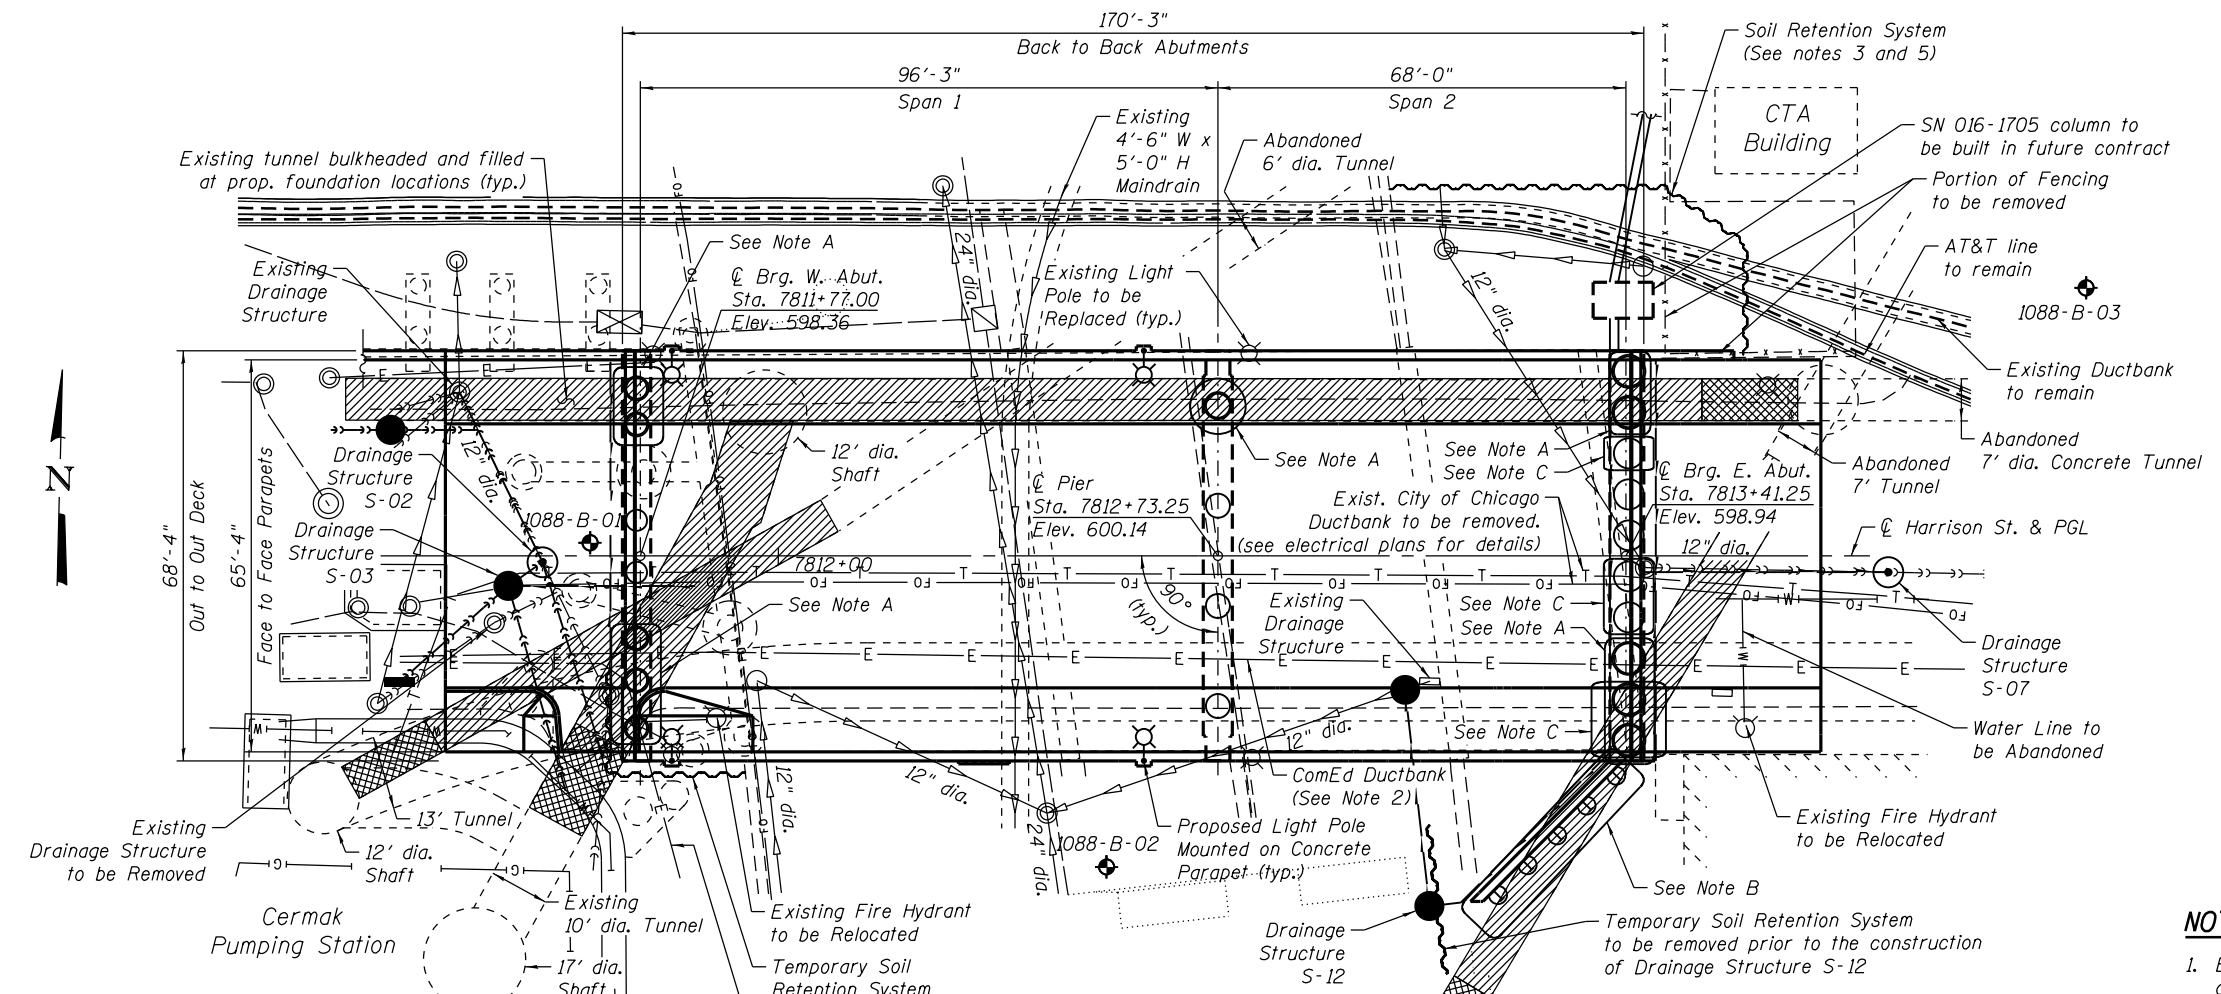 170'-3"
Back to Back Abutments
96'-3"
Span 1
68'-0"
Span 2
Soil Retention System
(See notes 3 and 5)
CTA
Building
SN 016-1705 column to
be built in future contract
Portion of Fencing
to be removed
AT&T line
to remain
1088-B-03
Existing Ductbank
to remain
Existing
4'-6" W x
5'-0" H
Maindrain
Abandoned
6' dia. Tunnel
Existing tunnel bulkheaded and filled
at prop. foundation locations (typ.)
See Note A
℄ Brg. W. Abut.
Sta. 7811+77.00
Elev. 598.36
24" dia.
Existing Light
Pole to be
Replaced (typ.)
12" dia.
Existing
Drainage
Structure
N
68'-4"
Out to Out Deck
65'-4"
Face to Face Parapets
12" dia.
Drainage
Structure
S-02
Drainage
Structure
S-03
1088-B-01
12' dia.
Shaft
7812+00
See Note A
℄ Pier
Sta. 7812+73.25
Elev. 600.14
See Note A
See Note A
See Note C
Exist. City of Chicago
Ductbank to be removed.
(see electrical plans for details)
℄ Brg. E. Abut.
Sta. 7813+41.25
Elev. 598.94
Abandoned
7' Tunnel
Abandoned
7' dia. Concrete Tunnel
℄ Harrison St. & PGL
12" dia.
90°
(typ.)
Existing
Drainage
Structure
See Note C
See Note A
Drainage
Structure
S-07
See Note C
Water Line to
be Abandoned
12" dia.
12" dia.
12" dia.
ComEd Ductbank
(See Note 2)
Existing Fire Hydrant
to be Relocated
Proposed Light Pole
Mounted on Concrete
Parapet (typ.)
1088-B-02
24" dia.
13' Tunnel
Existing
Drainage Structure
to be Removed
12' dia.
Shaft
Cermak
Pumping Station
Existing
10' dia. Tunnel
17' dia.
Shaft
Existing Fire Hydrant
to be Relocated
Temporary Soil
Retention System
Drainage
Structure
S-12
See Note B
Temporary Soil Retention System
to be removed prior to the construction
of Drainage Structure S-12
1.